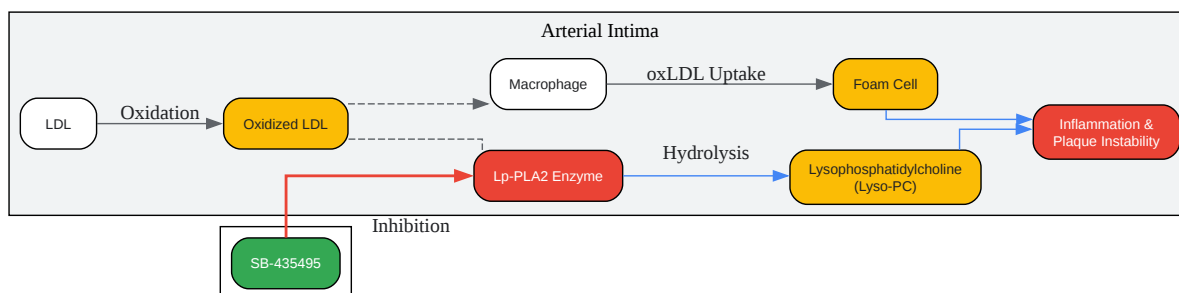 Arterial Intima
Macrophage
oxLDL Uptake
Foam Cell
LDL
Oxidation
Oxidized LDL
Inflammation &
Plaque Instability
Lp-PLA2 Enzyme
Hydrolysis
Lysophosphatidylcholine
(Lyso-PC)
Inhibition
SB-435495